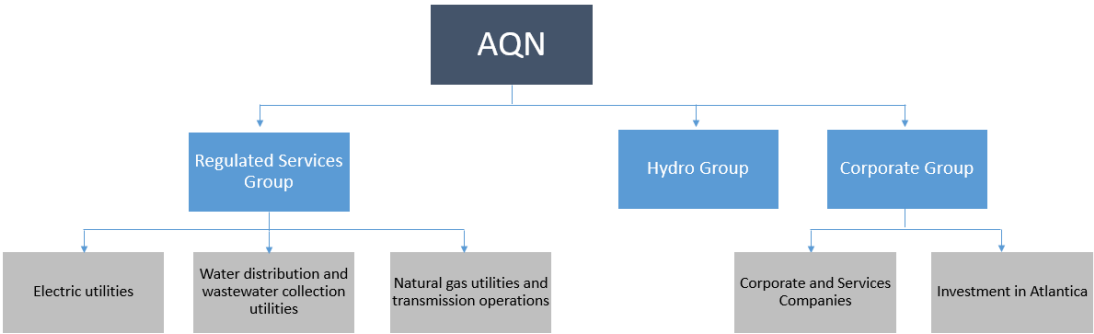 AQN
Regulated Services
Group
Hydro Group
Corporate Group
Electric utilities
Water distribution and
wastewater collection
utilities
Natural gas utilities and
transmission operations
Corporate and Services
Companies
Investment in Atlantica